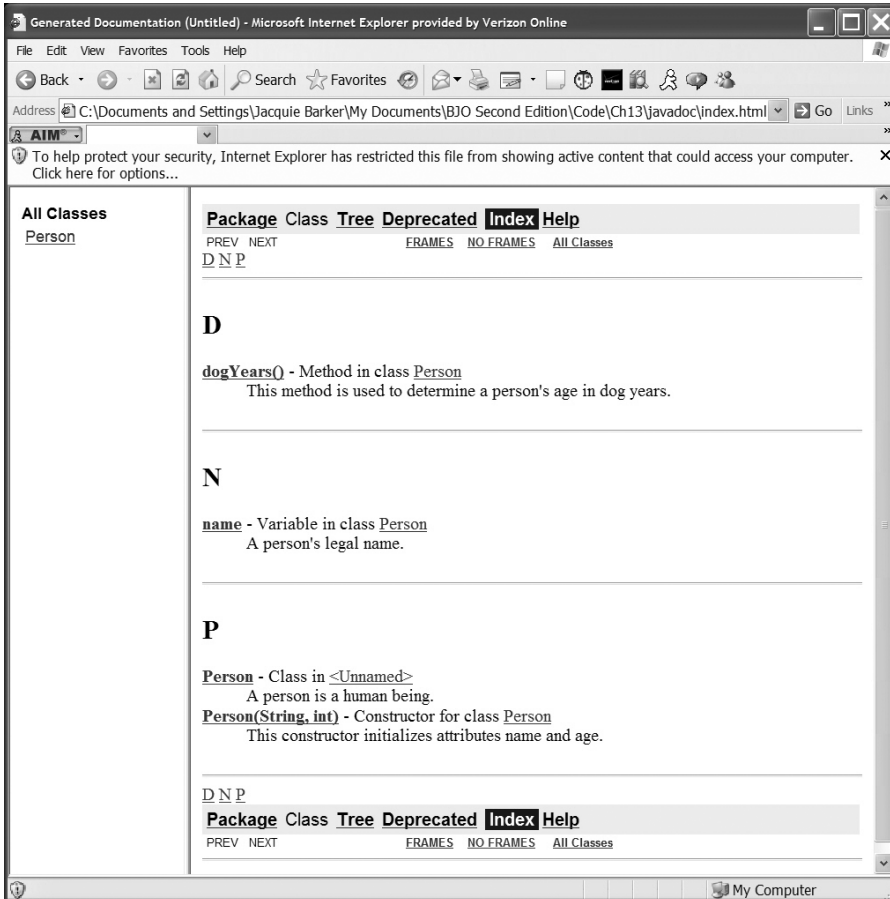 Generated Documentation (Untitled) - Microsoft Internet Explorer provided by Verizon Online
File Edit View Favorites Tools Help
Back Search Favorites
Address C:\Documents and Settings\Jacquie Barker\My Documents\BJO Second Edition\Code\Ch13\javadoc\index.html Go Links »
AIM® »
To help protect your security, Internet Explorer has restricted this file from showing active content that could access your computer.
Click here for options...
All Classes
Person
Package Class Tree Deprecated Index Help
PREV NEXT FRAMES NO FRAMES All Classes
D N P
D
dogYears() - Method in class Person
This method is used to determine a person's age in dog years.
N
name - Variable in class Person
A person's legal name.
P
Person - Class in <Unnamed>
A person is a human being.
Person(String, int) - Constructor for class Person
This constructor initializes attributes name and age.
D N P
Package Class Tree Deprecated Index Help
PREV NEXT FRAMES NO FRAMES All Classes
My Computer